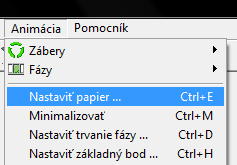 Animácia Pomocník
Zábery
Fázy
Nastaviť papier ... Ctrl+E
Minimalizovať Ctrl+M
Nastaviť trvanie fázy ... Ctrl+D
Nastaviť základný bod ... Ctrl+H